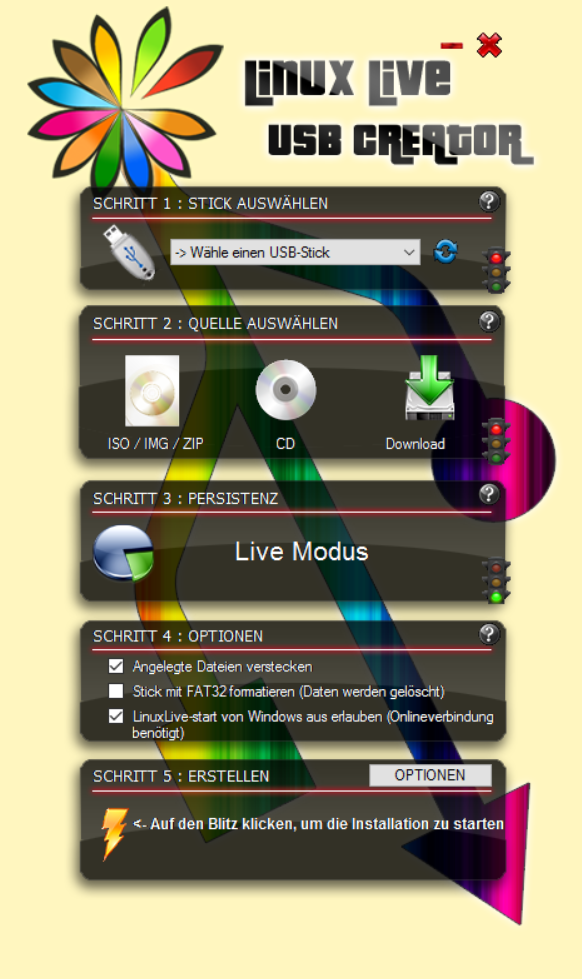 Linux Live
USB Creator
SCHRITT 1 : STICK AUSWÄHLEN
?
-> Wähle einen USB-Stick
SCHRITT 2 : QUELLE AUSWÄHLEN
?
ISO / IMG / ZIP
CD
Download
SCHRITT 3 : PERSISTENZ
?
Live Modus
SCHRITT 4 : OPTIONEN
?
Angelegte Dateien verstecken
Stick mit FAT32 formatieren (Daten werden gelöscht)
LinuxLive-start von Windows aus erlauben (Onlineverbindung
benötigt)
SCHRITT 5 : ERSTELLEN
OPTIONEN
<- Auf den Blitz klicken, um die Installation zu starten